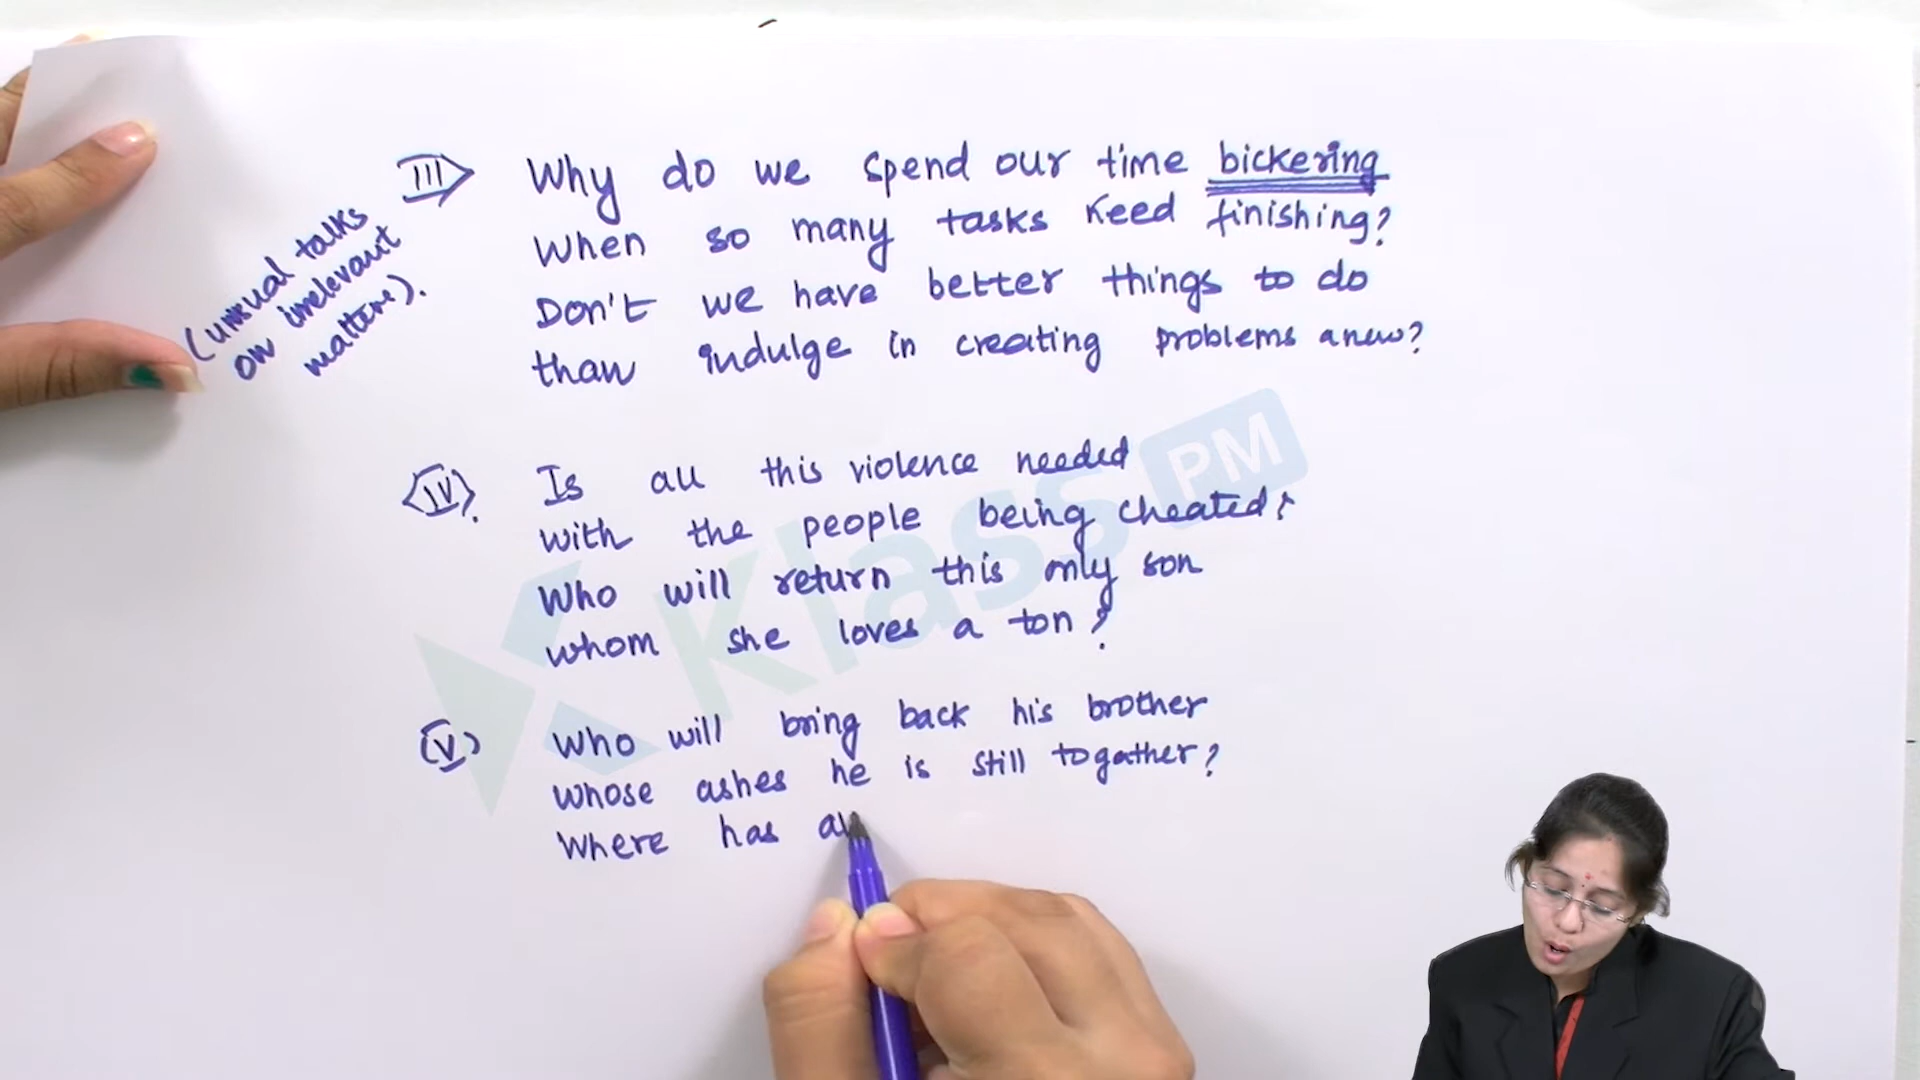 III Why do we spend our time bickering
When so many tasks need finishing?
Don't we have better things to do
than indulge in creating problems anew?
(unusual talks
on irrelevant
matters).
(IV). Is all this violence needed
with the people being cheated?
Who will return this only son
whom she loves a ton?
(V) Who will bring back his brother
whose ashes he is still togather?
Where has
KlassPM